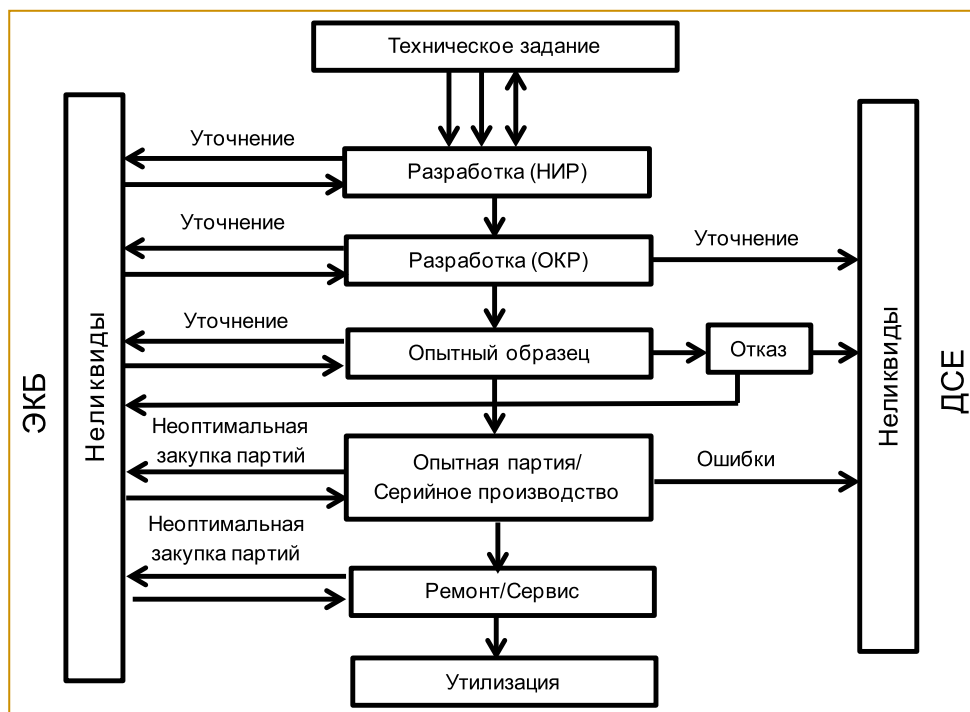 Техническое задание
Уточнение
Разработка (НИР)
Уточнение
Разработка (ОКР)
Уточнение
Уточнение
Опытный образец
Отказ
ЭКБ
Неликвиды
Неликвиды
ДСЕ
Неоптимальная
закупка партий
Опытная партия/
Серийное производство
Ошибки
Неоптимальная
закупка партий
Ремонт/Сервис
Утилизация